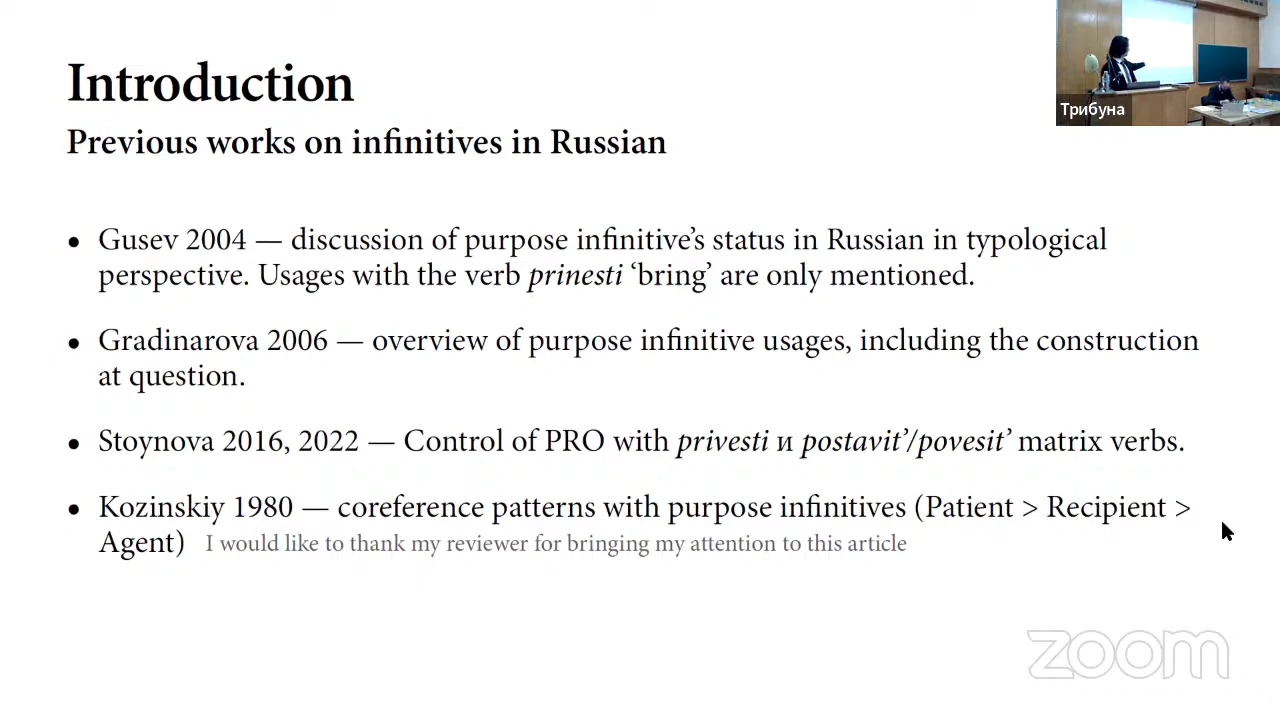 Introduction
Previous works on infinitives in Russian
Трибуна
• Gusev 2004 — discussion of purpose infinitive’s status in Russian in typological
perspective. Usages with the verb prinesti ‘bring’ are only mentioned.
• Gradinarova 2006 — overview of purpose infinitive usages, including the construction
at question.
• Stoynova 2016, 2022 — Control of PRO with privesti и postavit’/povesit’ matrix verbs.
• Kozinskiy 1980 — coreference patterns with purpose infinitives (Patient > Recipient >
Agent) I would like to thank my reviewer for bringing my attention to this article
zoom